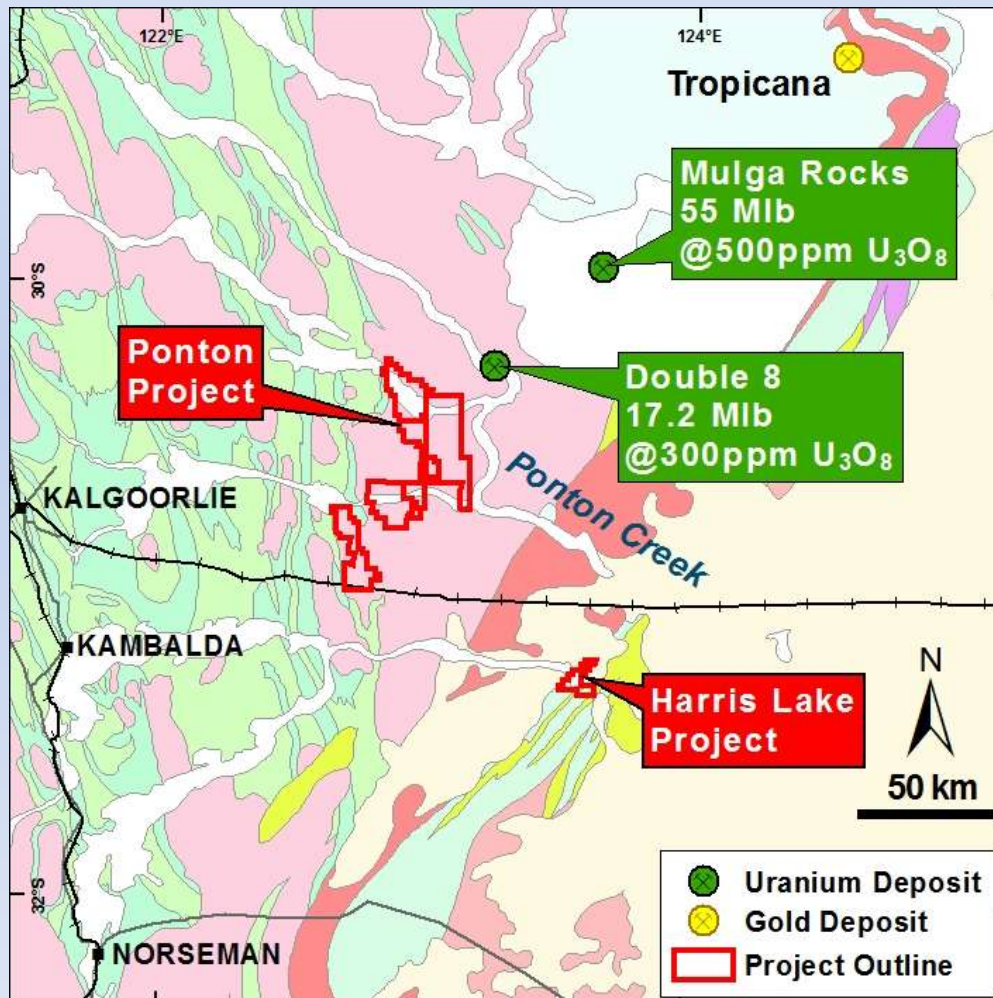 122°E
124°E
Tropicana
Mulga Rocks
55 Mlb
@500ppm U₃O₈
30°S
Ponton
Project
Double 8
17.2 Mlb
@300ppm U₃O₈
KALGOORLIE
Ponton Creek
KAMBALDA
Harris Lake
Project
N
50 km
32°S
NORSEMAN
Uranium Deposit
Gold Deposit
Project Outline